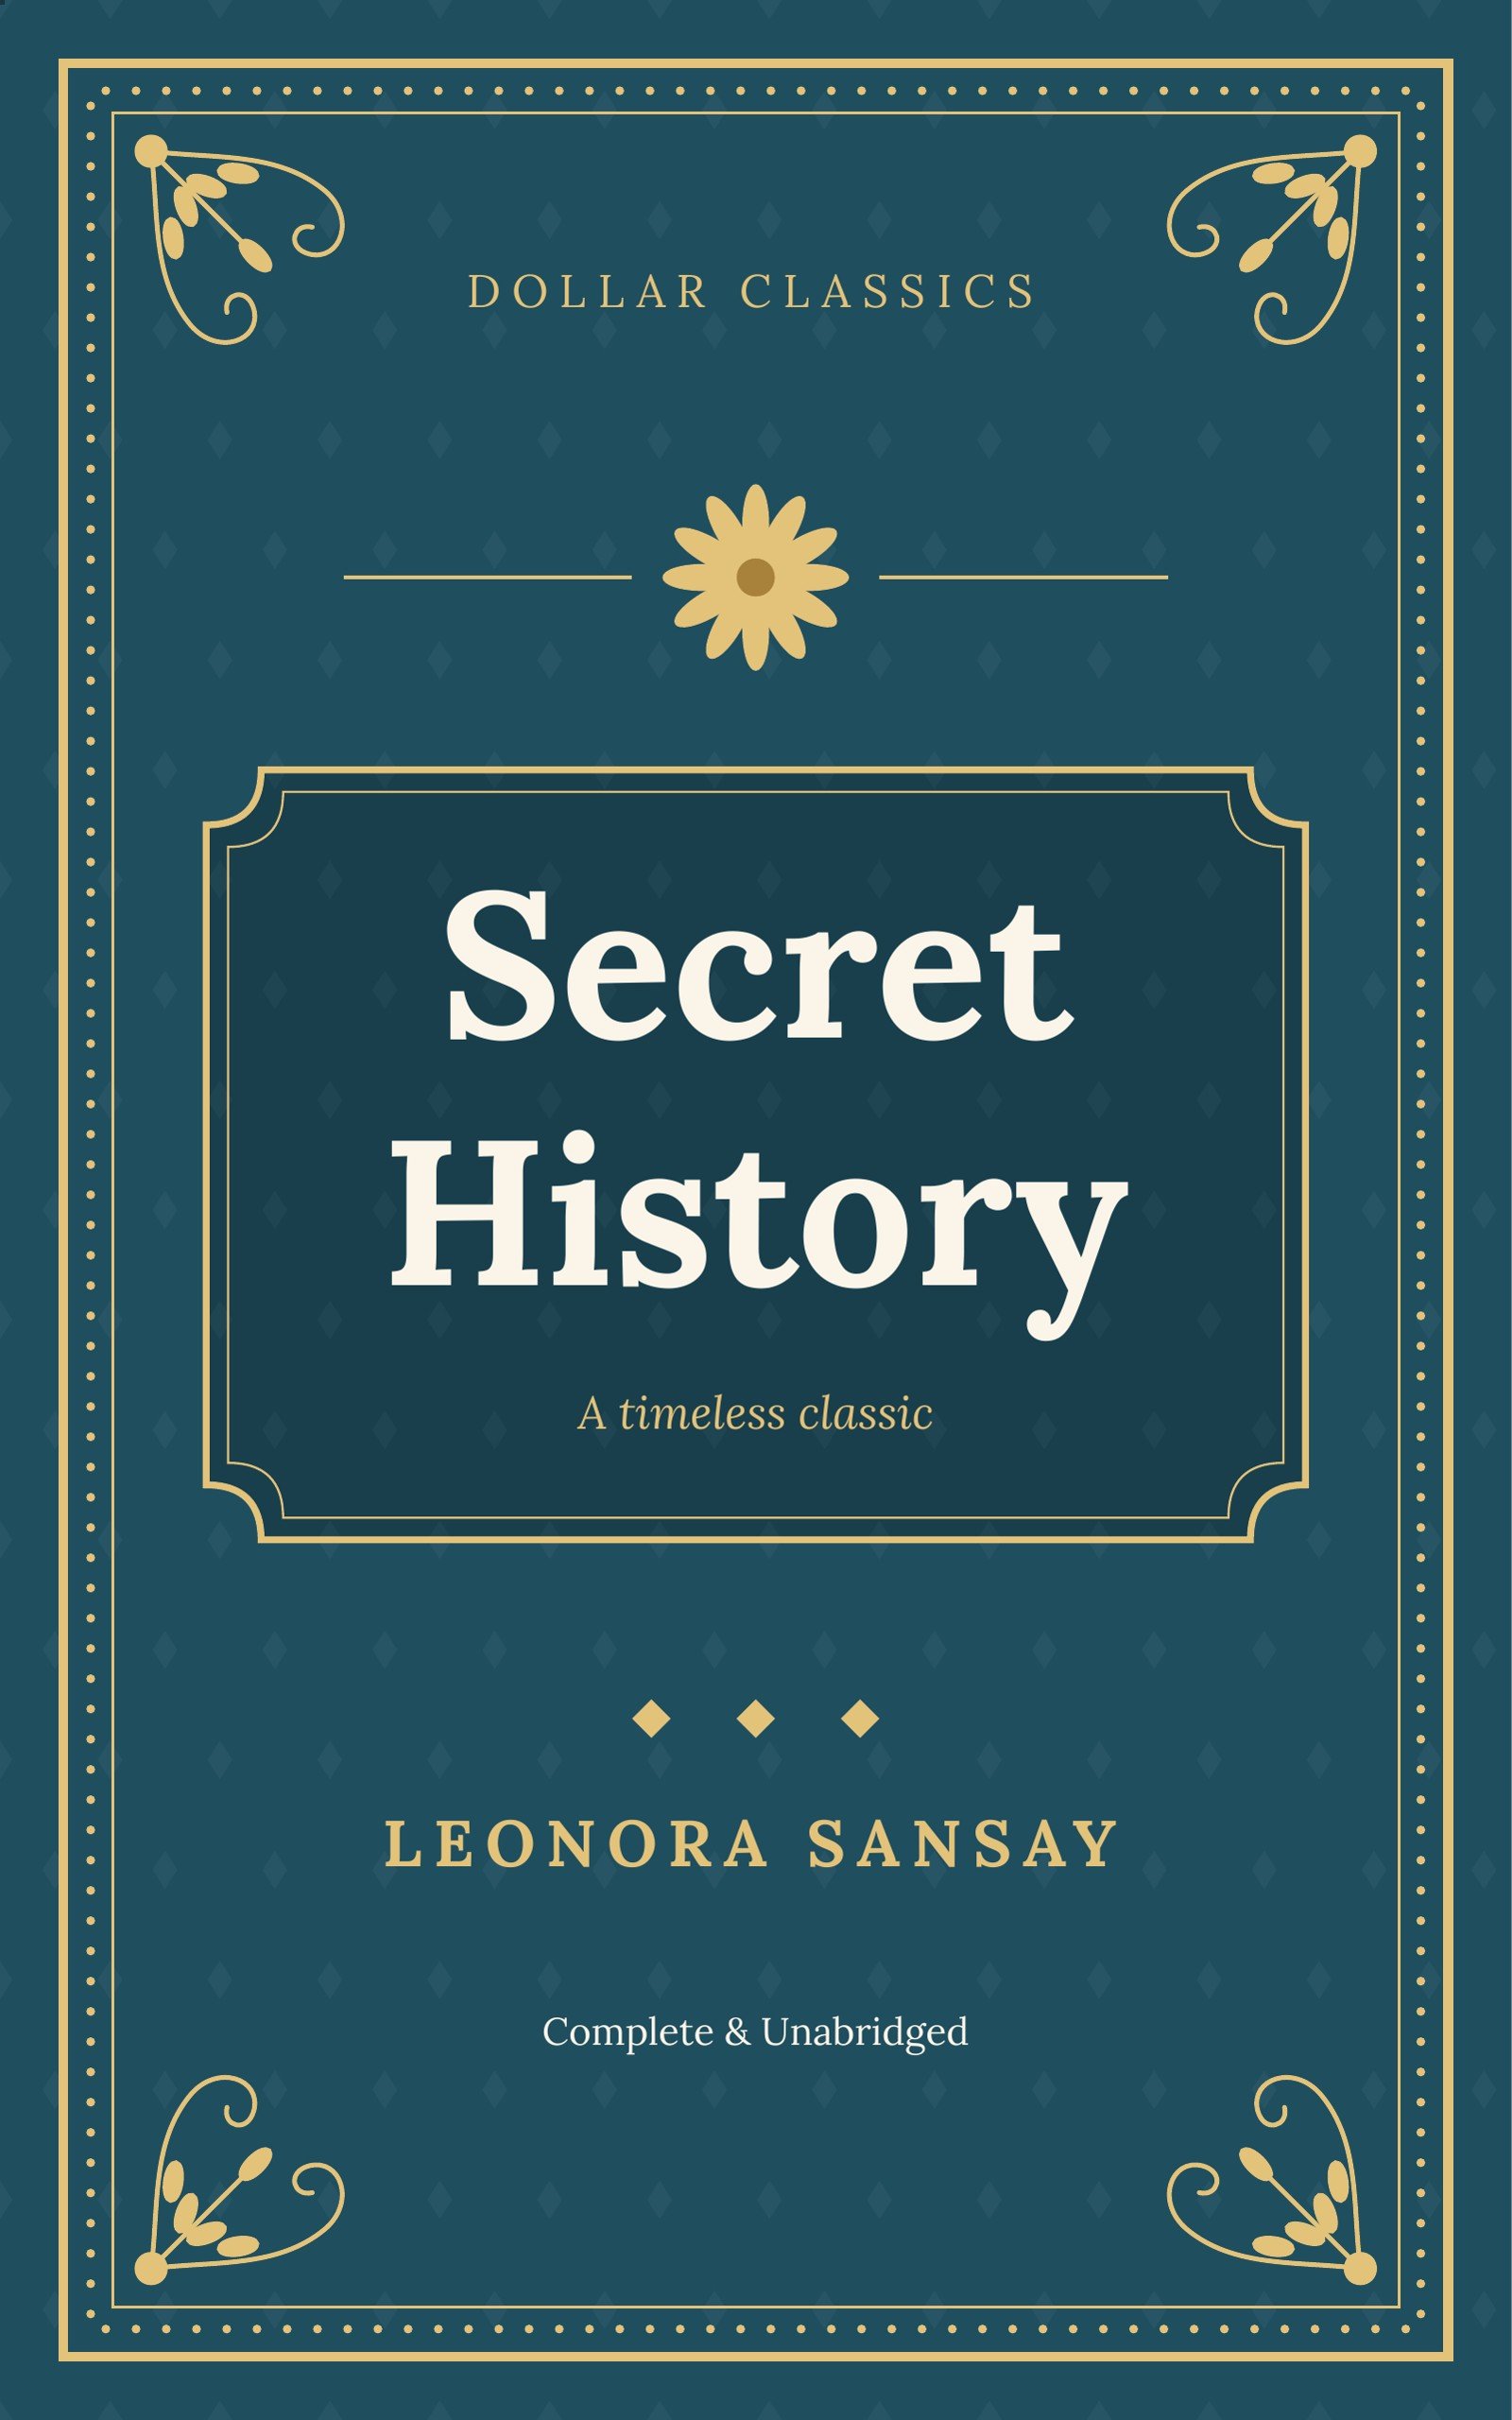 DOLLAR CLASSICS
Secret
History
A timeless classic
LEONORA SANSAY
Complete & Unabridged